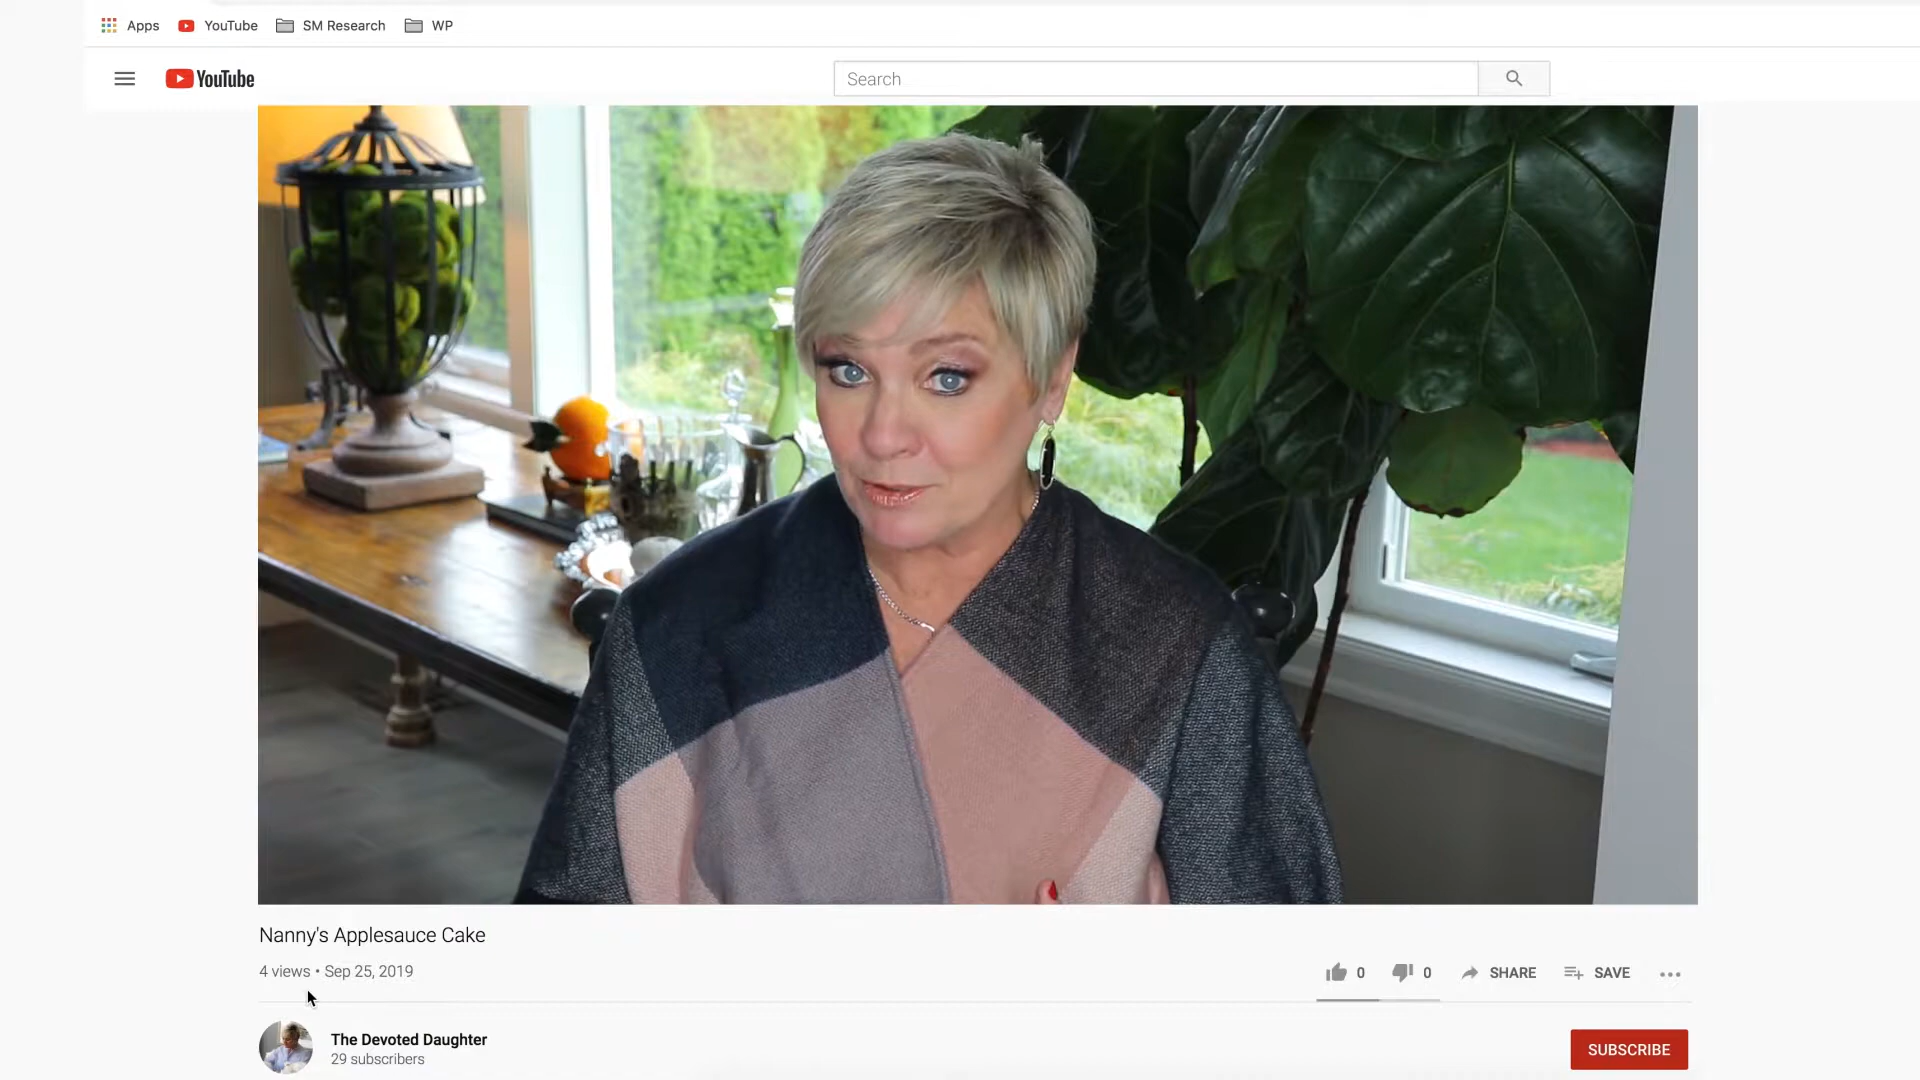 Apps YouTube SM Research WP
YouTube Search
Nanny's Applesauce Cake
4 views • Sep 25, 2019
0 0 SHARE SAVE
The Devoted Daughter
29 subscribers
SUBSCRIBE